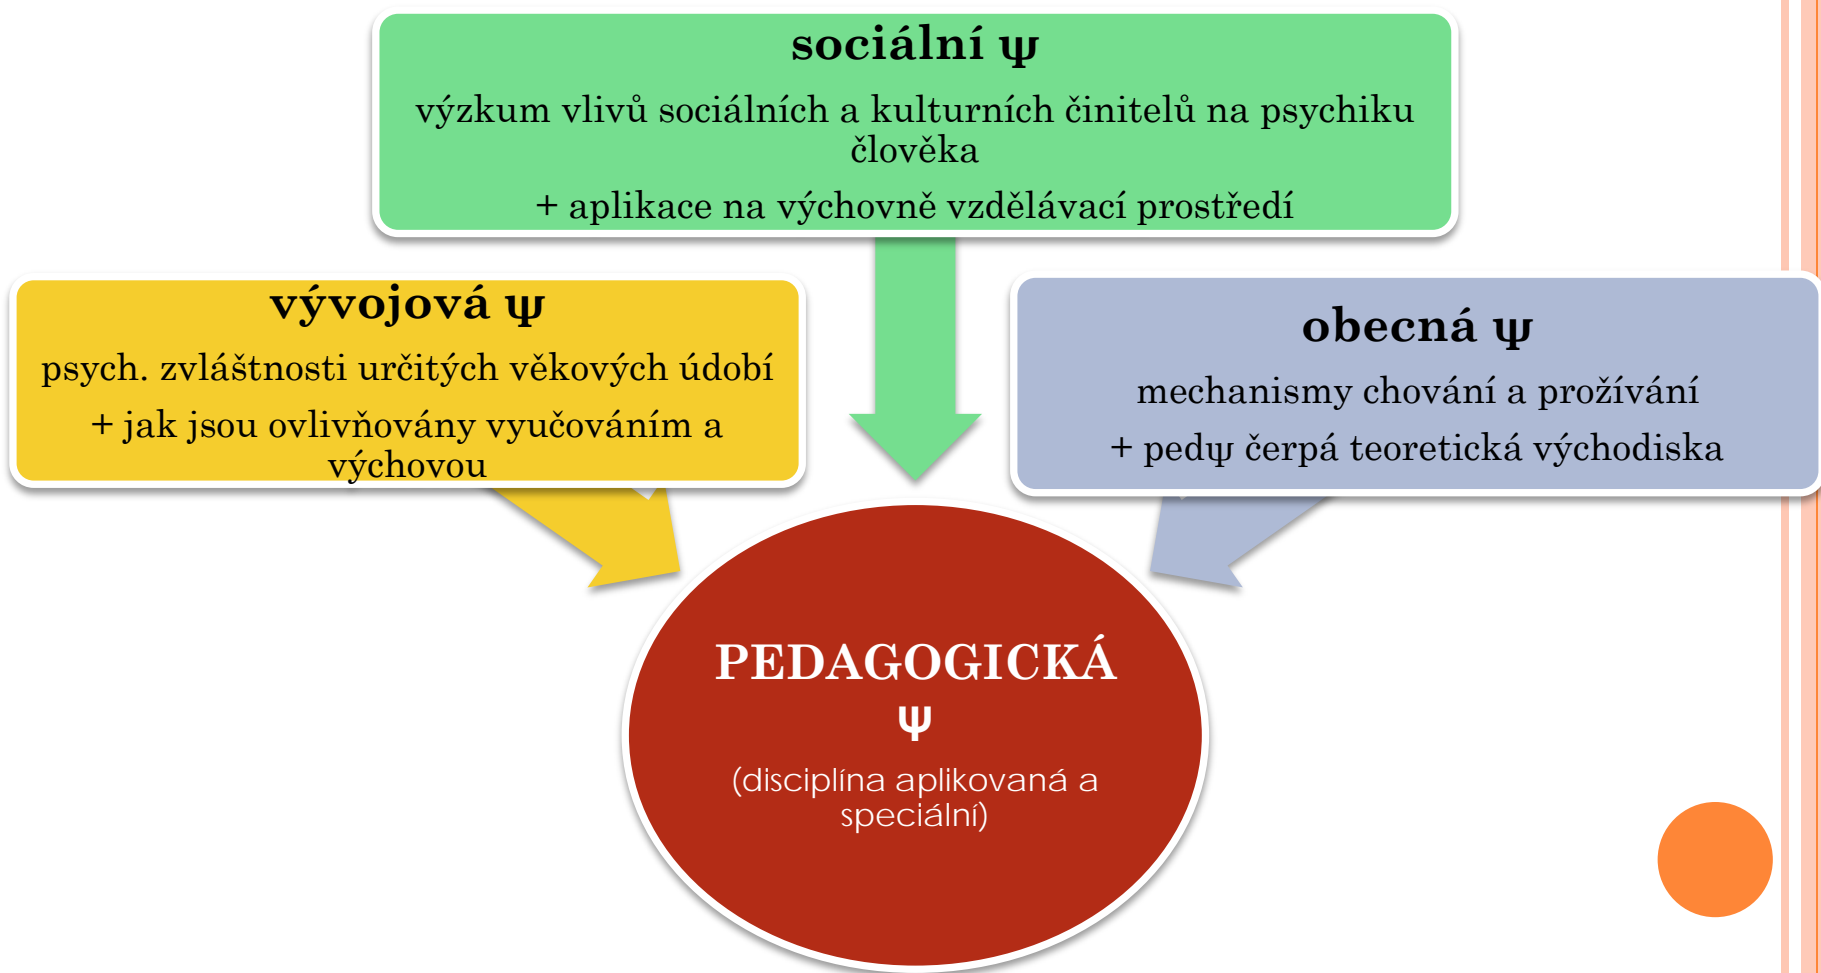 sociální ψ
výzkum vlivů sociálních a kulturních činitelů na psychiku
člověka
+ aplikace na výchovně vzdělávací prostředí
vývojová ψ
psych. zvláštnosti určitých věkových údobí
+ jak jsou ovlivňovány vyučováním a
výchovou
obecná ψ
mechanismy chování a prožívání
+ pedψ čerpá teoretická východiska
PEDAGOGICKÁ
ψ
(disciplína aplikovaná a
speciální)